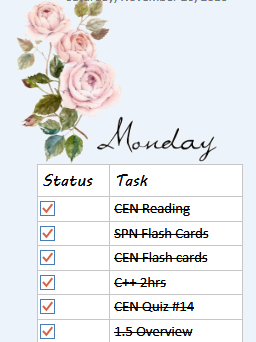 Monday
Status Task
CEN Reading
SPN Flash Cards
CEN Flash cards
C++ 2hrs
CEN Quiz #14
1.5 Overview